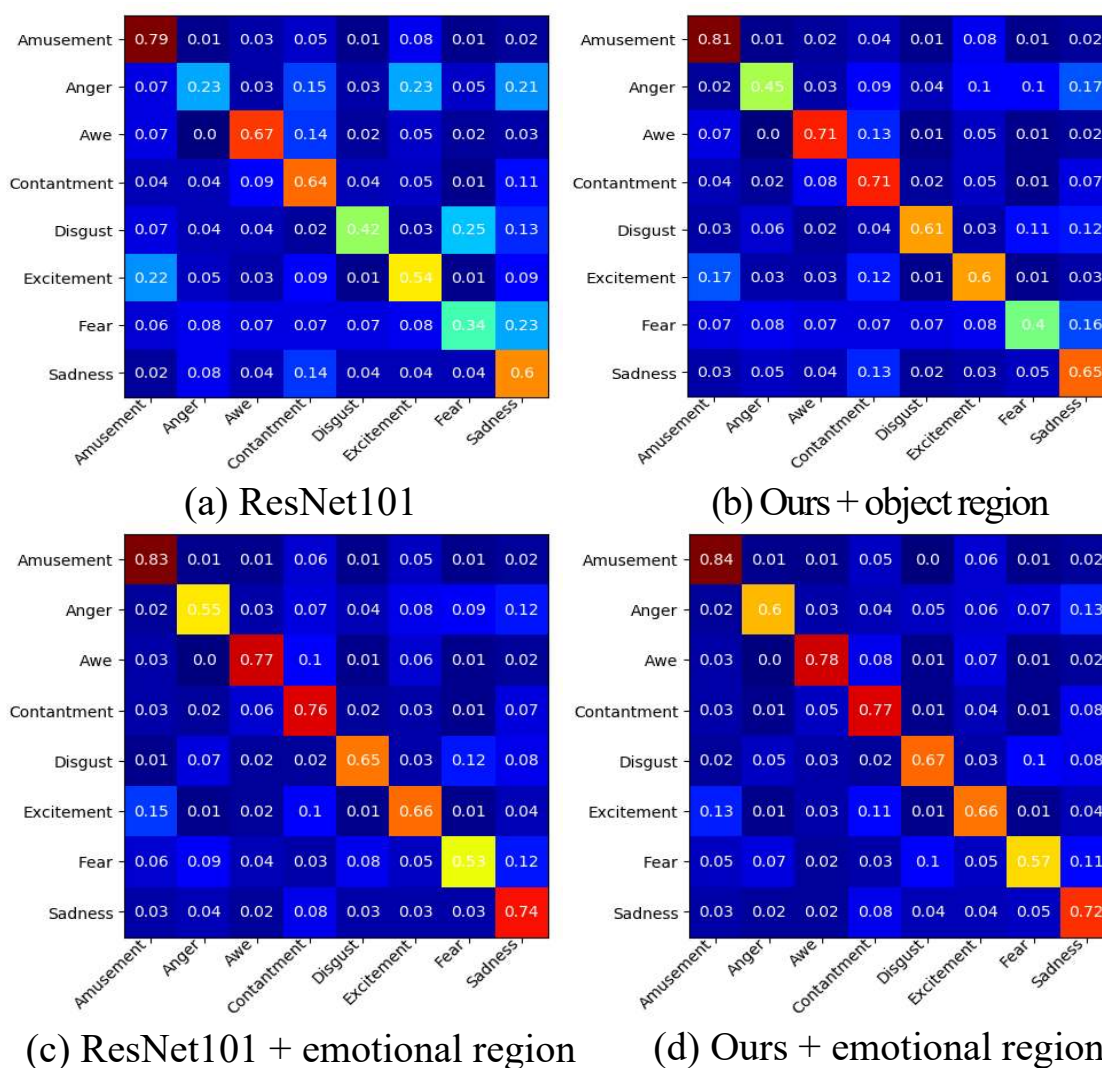 Amusement 0.79 0.01 0.03 0.05 0.01 0.08 0.01 0.02
Anger 0.07 0.23 0.03 0.15 0.03 0.23 0.05 0.21
Awe 0.07 0.0 0.67 0.14 0.02 0.05 0.02 0.03
Contantment 0.04 0.04 0.09 0.64 0.04 0.05 0.01 0.11
Disgust 0.07 0.04 0.04 0.02 0.42 0.03 0.25 0.13
Excitement 0.22 0.05 0.03 0.09 0.01 0.54 0.01 0.09
Fear 0.06 0.08 0.07 0.07 0.07 0.08 0.34 0.23
Sadness 0.02 0.08 0.04 0.14 0.04 0.04 0.04 0.6
Amusement Anger Awe Contantment Disgust Excitement Fear Sadness
(a) ResNet101
Amusement 0.81 0.01 0.02 0.04 0.01 0.08 0.01 0.02
Anger 0.02 0.45 0.03 0.09 0.04 0.1 0.1 0.17
Awe 0.07 0.0 0.71 0.13 0.01 0.05 0.01 0.02
Contantment 0.04 0.02 0.08 0.71 0.02 0.05 0.01 0.07
Disgust 0.03 0.06 0.02 0.04 0.61 0.03 0.11 0.12
Excitement 0.17 0.03 0.03 0.12 0.01 0.6 0.01 0.03
Fear 0.07 0.08 0.07 0.07 0.07 0.08 0.4 0.16
Sadness 0.03 0.05 0.04 0.13 0.02 0.03 0.05 0.65
Amusement Anger Awe Contantment Disgust Excitement Fear Sadness
(b) Ours + object region
Amusement 0.83 0.01 0.01 0.06 0.01 0.05 0.01 0.02
Anger 0.02 0.55 0.03 0.07 0.04 0.08 0.09 0.12
Awe 0.03 0.0 0.77 0.1 0.01 0.06 0.01 0.02
Contantment 0.03 0.02 0.06 0.76 0.02 0.03 0.01 0.07
Disgust 0.01 0.07 0.02 0.02 0.65 0.03 0.12 0.08
Excitement 0.15 0.01 0.02 0.1 0.01 0.66 0.01 0.04
Fear 0.06 0.09 0.04 0.03 0.08 0.05 0.53 0.12
Sadness 0.03 0.04 0.02 0.08 0.03 0.03 0.03 0.74
Amusement Anger Awe Contantment Disgust Excitement Fear Sadness
(c) ResNet101 + emotional region
Amusement 0.84 0.01 0.01 0.05 0.0 0.06 0.01 0.02
Anger 0.02 0.6 0.03 0.04 0.05 0.06 0.07 0.13
Awe 0.03 0.0 0.78 0.08 0.01 0.07 0.01 0.02
Contantment 0.03 0.01 0.05 0.77 0.01 0.04 0.01 0.08
Disgust 0.02 0.05 0.03 0.02 0.67 0.03 0.1 0.08
Excitement 0.13 0.01 0.03 0.11 0.01 0.66 0.01 0.04
Fear 0.05 0.07 0.02 0.03 0.1 0.05 0.57 0.11
Sadness 0.03 0.02 0.02 0.08 0.04 0.04 0.05 0.72
Amusement Anger Awe Contantment Disgust Excitement Fear Sadness
(d) Ours + emotional region